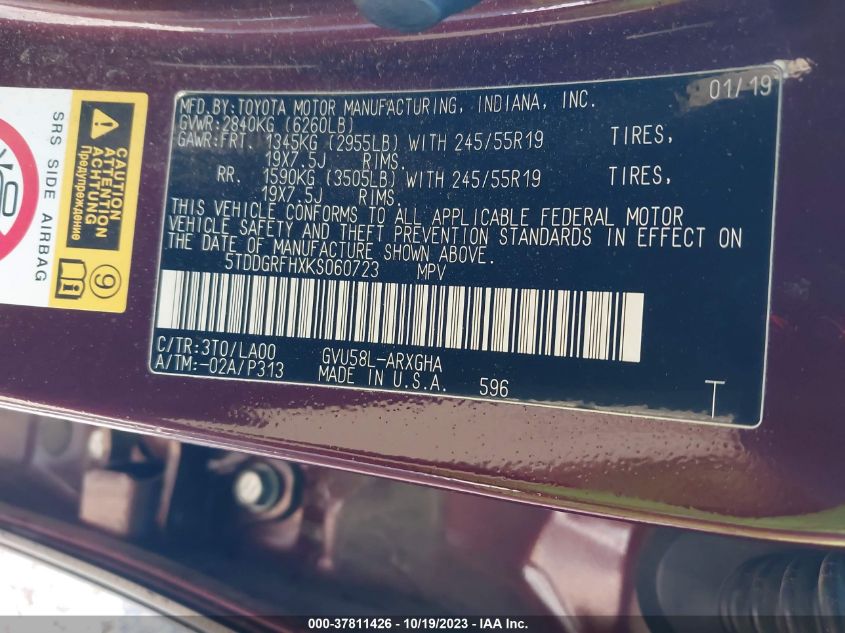 MFD.BY:TOYOTA MOTOR MANUFACTURING, INDIANA, INC. 01/19
GVWR:2840KG (6260LB)
GAWR:FRT. 1345KG (2955LB) WITH 245/55R19 TIRES,
19X7.5J RIMS.
RR. 1590KG (3505LB) WITH 245/55R19 TIRES,
19X7.5J RIMS.
THIS VEHICLE CONFORMS TO ALL APPLICABLE FEDERAL MOTOR
VEHICLE SAFETY AND THEFT PREVENTION STANDARDS IN EFFECT ON
THE DATE OF MANUFACTURE SHOWN ABOVE.
5TDDGRFHXKS060723 MPV
C/TR:3T0/LA00 GVU58L-ARXGHA
A/TM:-02A/P313 MADE IN U.S.A. 596
T
SRS SIDE AIRBAG
CAUTION
ATTENTION
ACHTUNG
Предупреждение
9
000-37811426 - 10/19/2023 - IAA Inc.